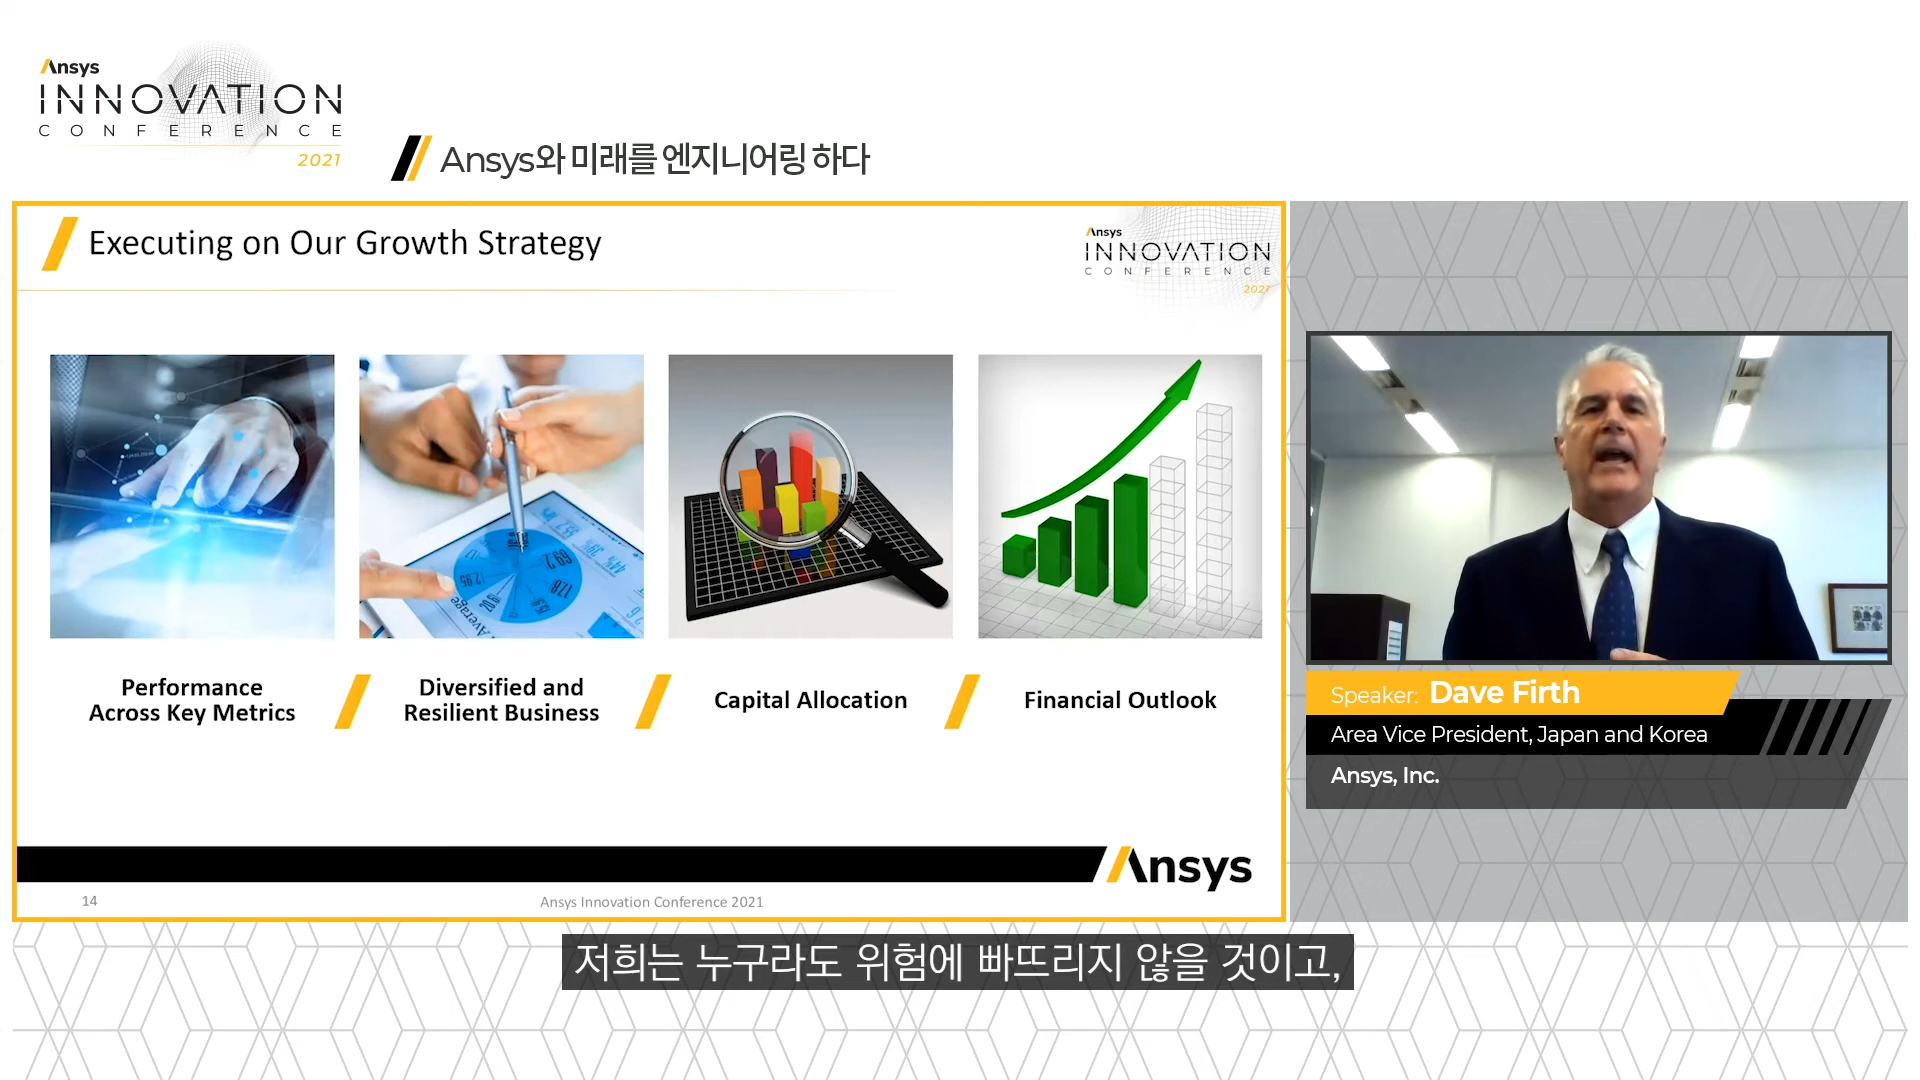 Ansys
INNOVATION
CONFERENCE
2021
Ansys와 미래를 엔지니어링 하다
Executing on Our Growth Strategy
Ansys
INNOVATION
CONFERENCE
2021
Performance
Across Key Metrics
Diversified and
Resilient Business
Capital Allocation
Financial Outlook
Ansys
14
Ansys Innovation Conference 2021
Speaker: Dave Firth
Area Vice President, Japan and Korea
Ansys, Inc.
저희는 누구라도 위험에 빠뜨리지 않을 것이고,